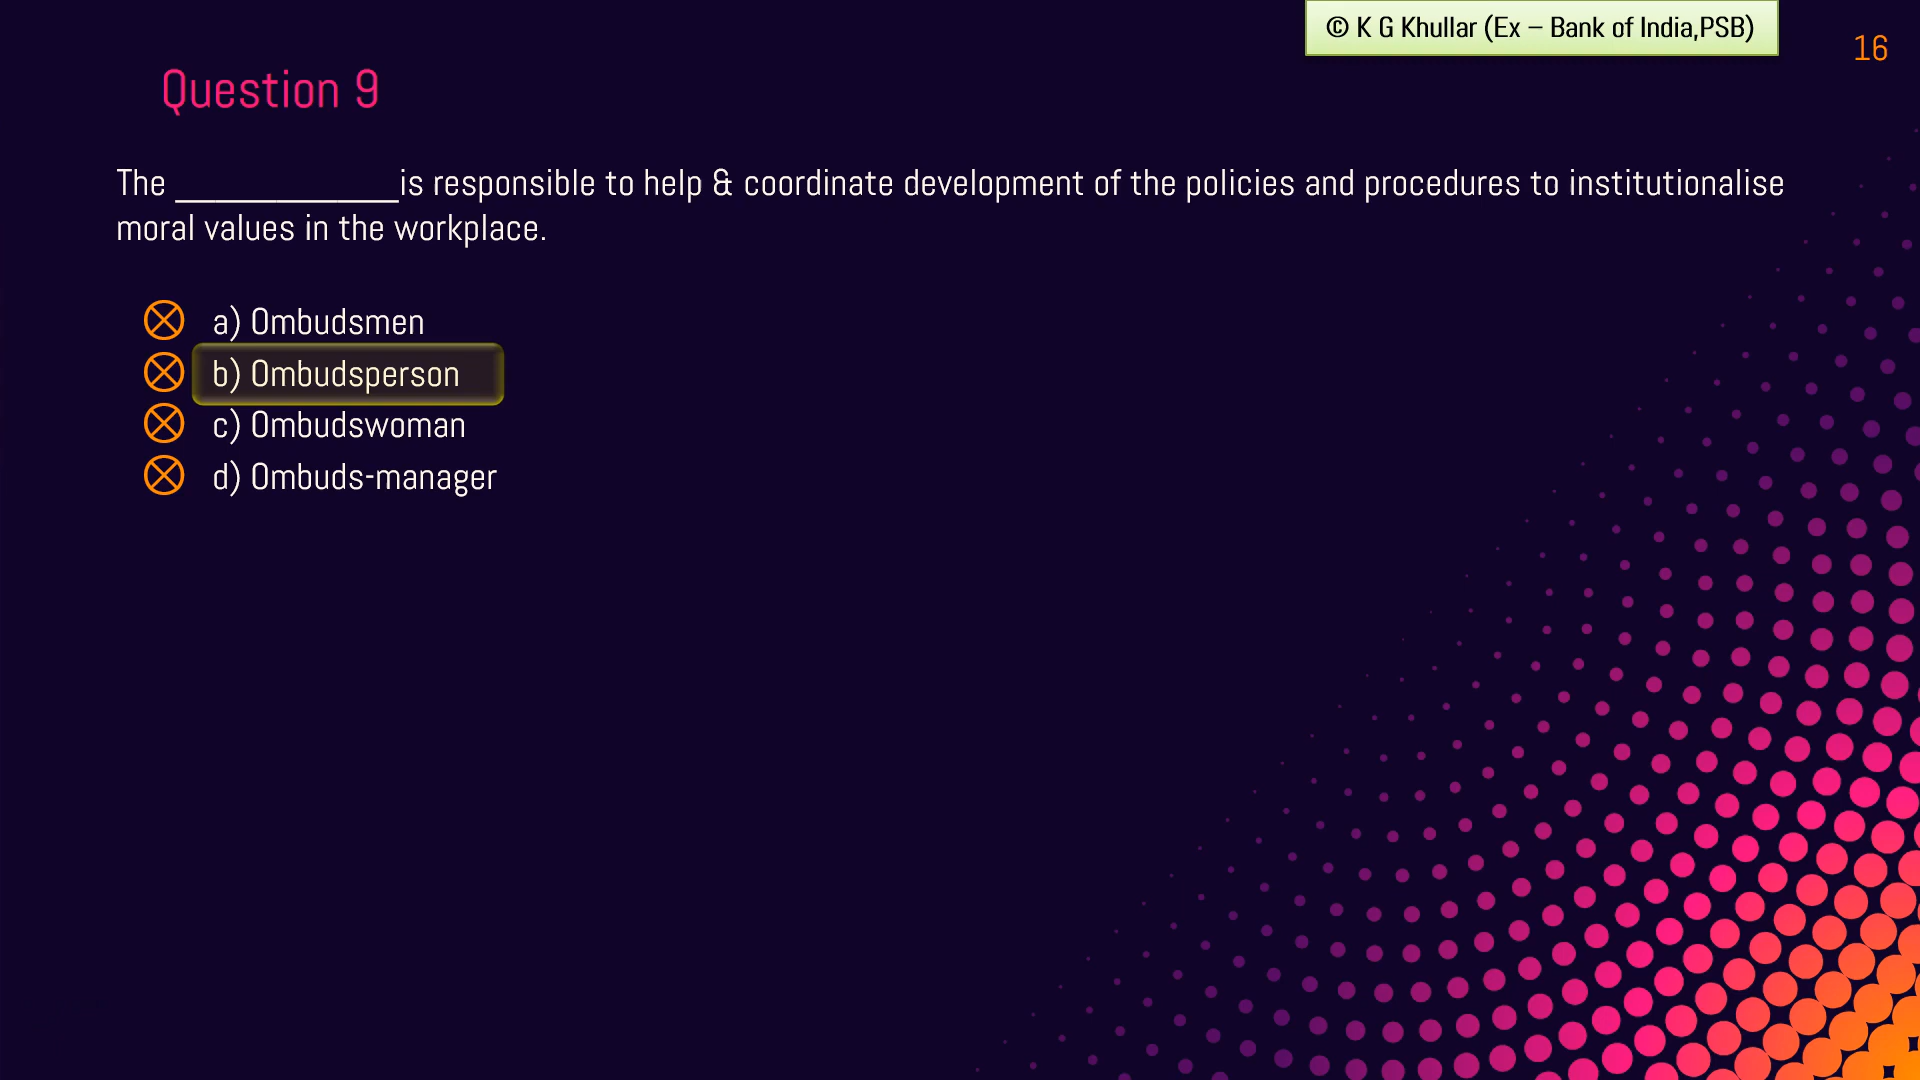 © K G Khullar (Ex – Bank of India,PSB)
16
Question 9
The ___________is responsible to help & coordinate development of the policies and procedures to institutionalise
moral values in the workplace.
a) Ombudsmen
b) Ombudsperson
c) Ombudswoman
d) Ombuds-manager